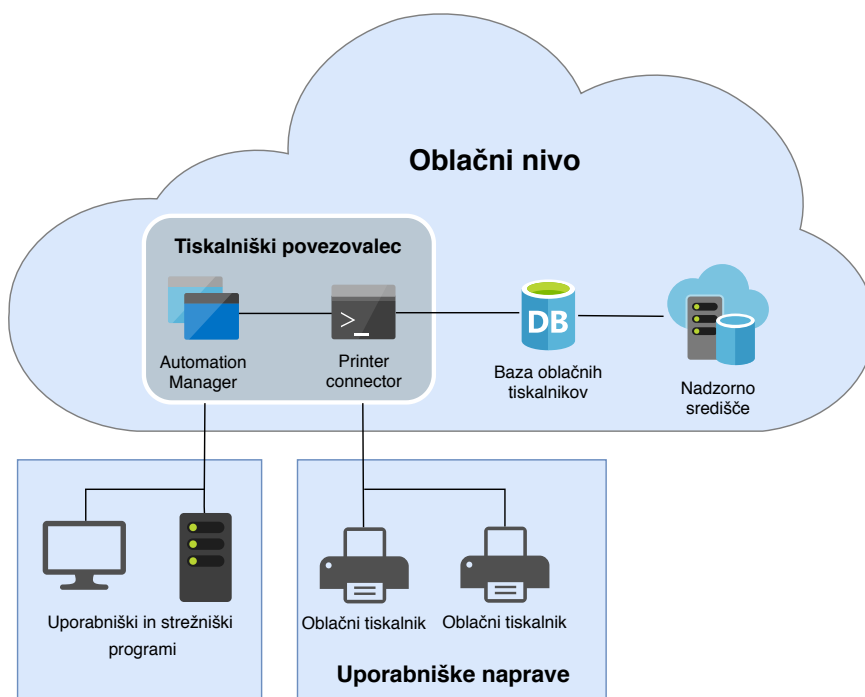 Oblačni nivo
Tiskalniški povezovalec
>_
Automation
Manager
Printer
connector
DB
Baza oblačnih
tiskalnikov
Nadzorno
središče
Uporabniški in strežniški
programi
Oblačni tiskalnik
Oblačni tiskalnik
Uporabniške naprave